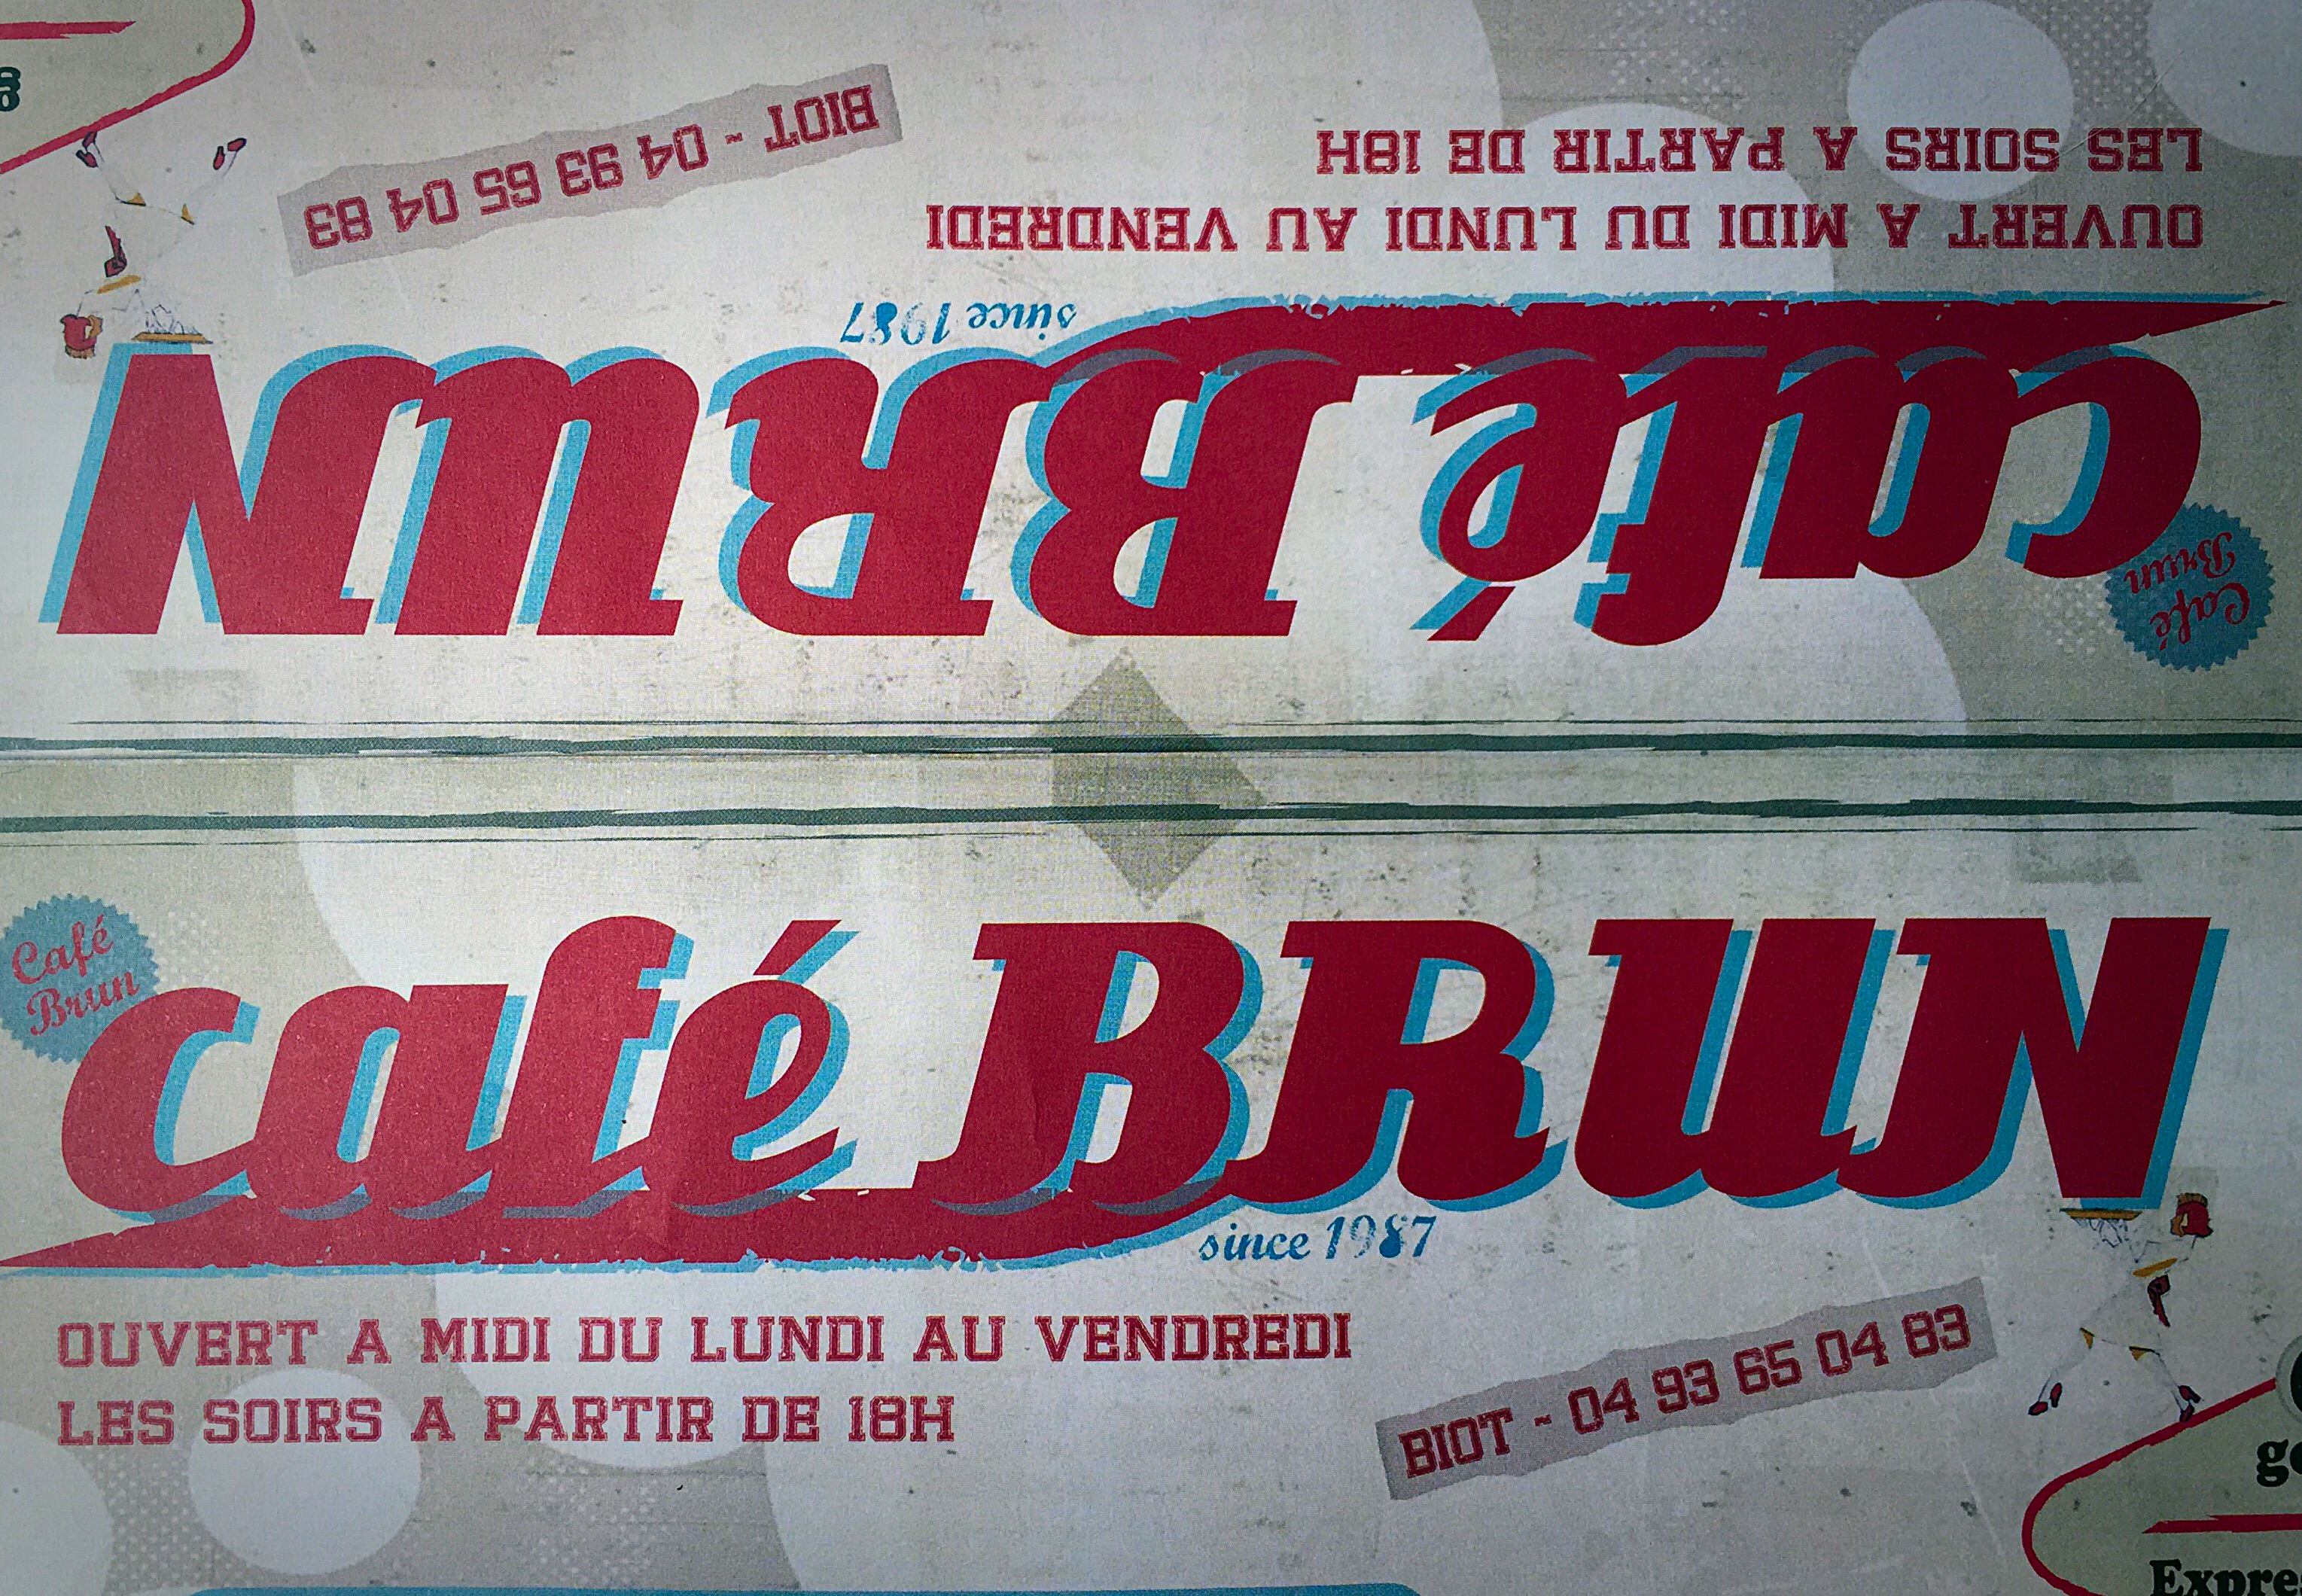 BIOT - 04 93 65 04 83
LES SOIRS A PARTIR DE 18H
OUVERT A MIDI DU LUNDI AU VENDREDI
since 1987
café BRUN
Café
Brun
Café
Brun
café BRUN
since 1987
OUVERT A MIDI DU LUNDI AU VENDREDI
LES SOIRS A PARTIR DE 18H
BIOT - 04 93 65 04 83